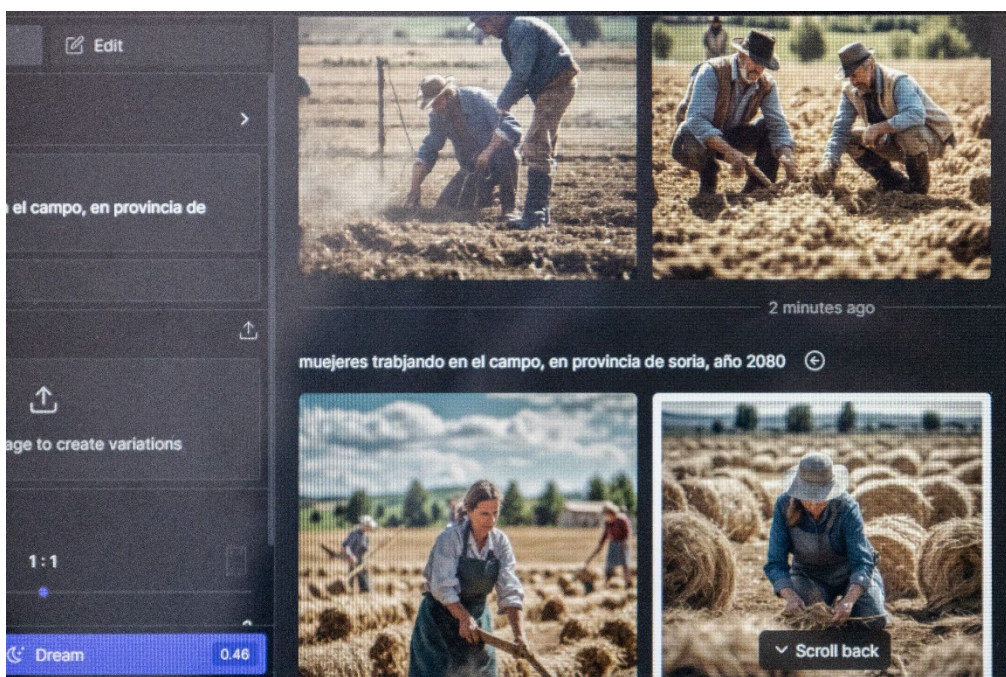 Edit
el campo, en provincia de
age to create variations
1:1
Dream 0.46
2 minutes ago
muejeres trabjando en el campo, en provincia de soria, año 2080
Scroll back